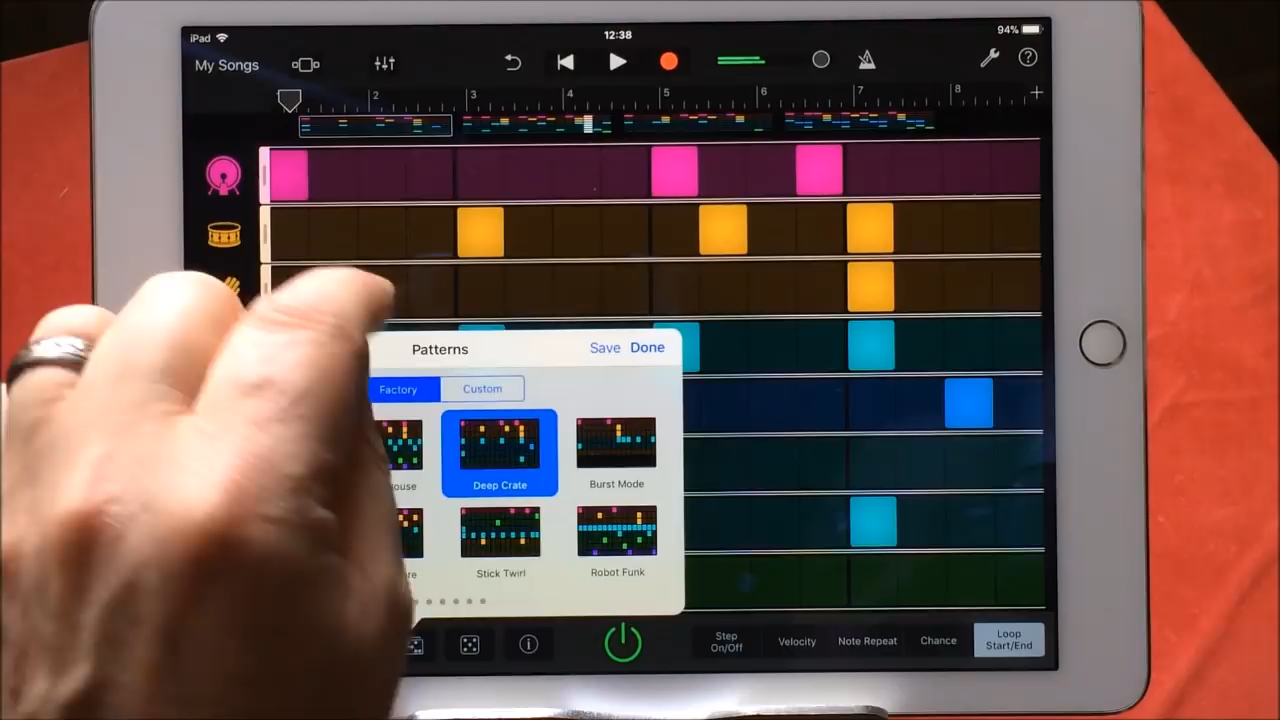 iPad
12:38
94%
My Songs
2
3
4
5
6
7
8
Patterns
Save
Done
Factory
Custom
Deep Crate
Burst Mode
Stick Twirl
Robot Funk
Step
On/Off
Velocity
Note Repeat
Chance
Loop
Start/End